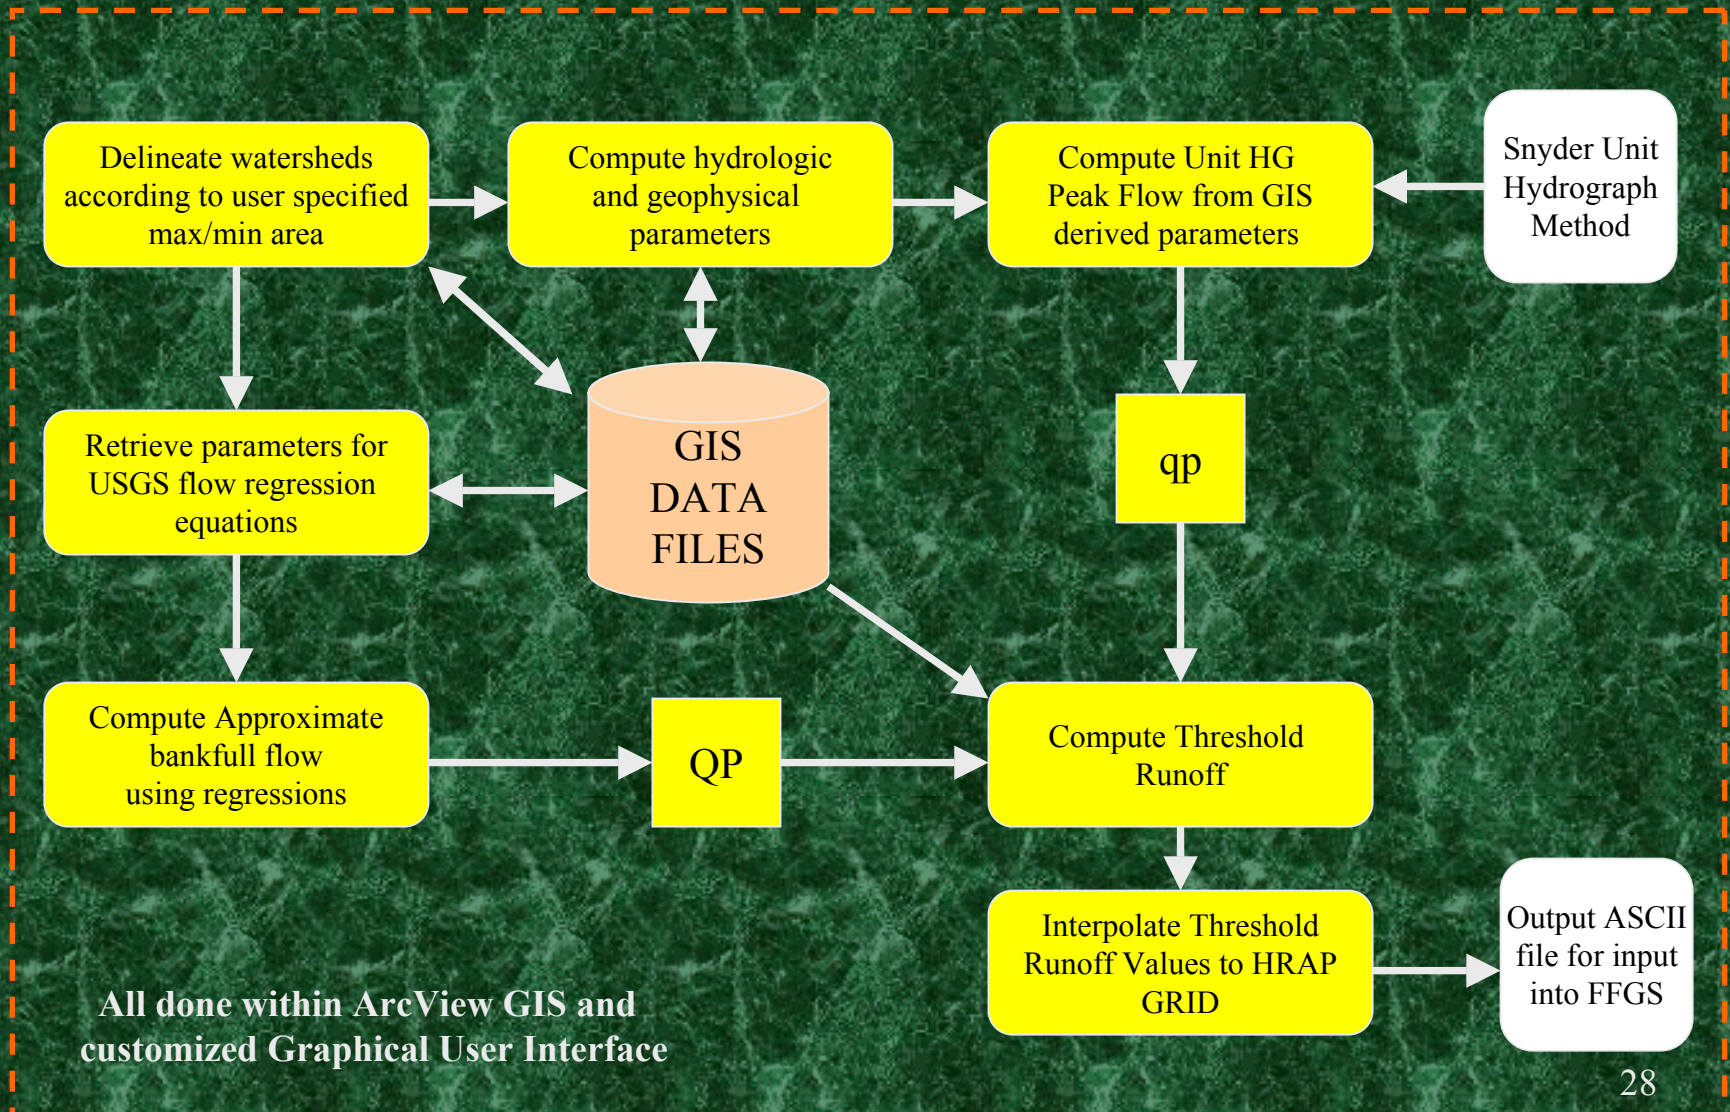 Delineate watersheds
according to user specified
max/min area
Compute hydrologic
and geophysical
parameters
Compute Unit HG
Peak Flow from GIS
derived parameters
Snyder Unit
Hydrograph
Method
Retrieve parameters for
USGS flow regression
equations
GIS
DATA
FILES
qp
Compute Approximate
bankfull flow
using regressions
QP
Compute Threshold
Runoff
Interpolate Threshold
Runoff Values to HRAP
GRID
Output ASCII
file for input
into FFGS
All done within ArcView GIS and
customized Graphical User Interface
28